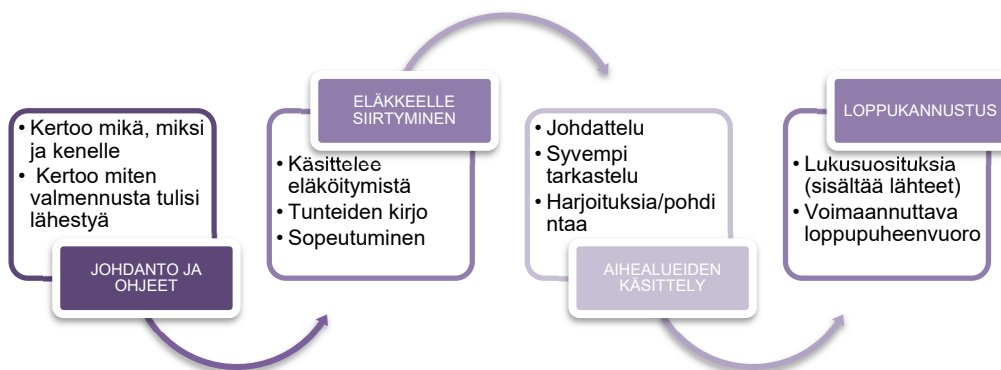 • Kertoo mikä, miksi
ja kenelle
• Kertoo miten
valmennusta tulisi
lähestyä
JOHDANTO JA
OHJEET
ELÄKKEELLE
SIIRTYMINEN
• Käsittelee
eläköitymistä
• Tunteiden kirjo
• Sopeutuminen
• Johdattelu
• Syvempi
tarkastelu
• Harjoituksia/pohdi
ntaa
AIHEALUEIDEN
KÄSITTELY
LOPPUKANNUSTUS
• Lukusuosituksia
(sisältää lähteet)
• Voimaannuttava
loppupuheenvuoro